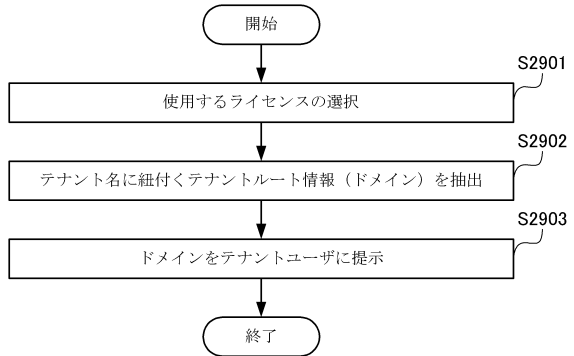 開始
S2901
使用するライセンスの選択
S2902
テナント名に紐付くテナントルート情報（ドメイン）を抽出
S2903
ドメインをテナントユーザに提示
終了